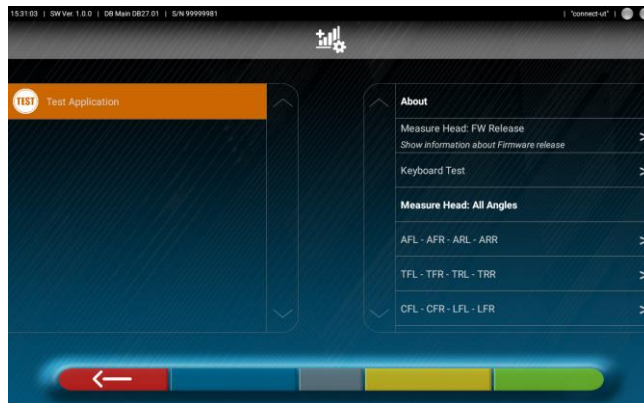 15:31:03 | SW Ver. 1.0.0 | DB Main DB27.01 | S/N 99999981 | "connect-ut" |
TEST Test Application
About
Measure Head: FW Release
Show information about Firmware release
Keyboard Test
Measure Head: All Angles
AFL - AFR - ARL - ARR
TFL - TFR - TRL - TRR
CFL - CFR - LFL - LFR